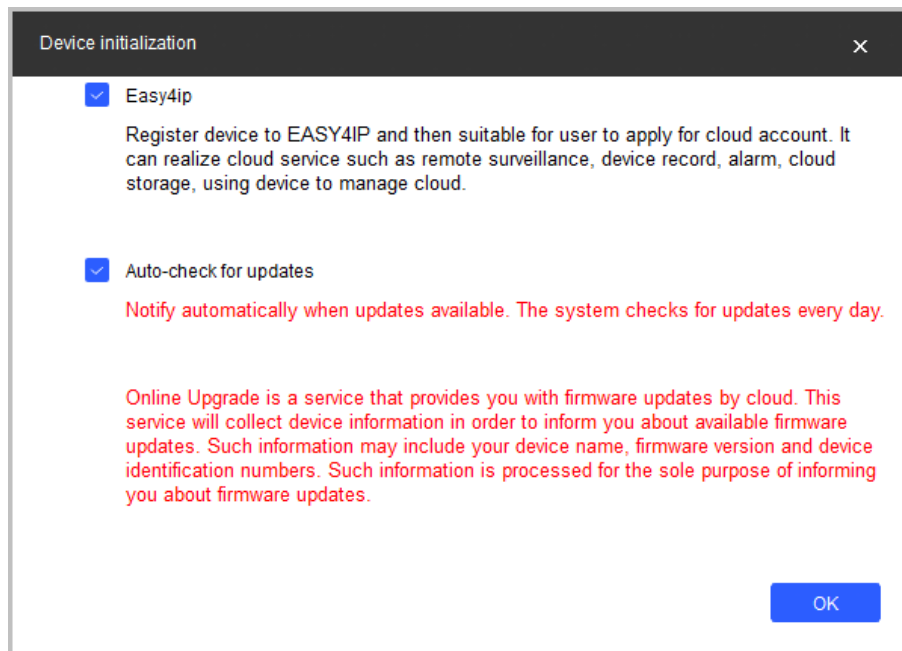 Device initialization
Easy4ip
Register device to EASY4IP and then suitable for user to apply for cloud account. It
can realize cloud service such as remote surveillance, device record, alarm, cloud
storage, using device to manage cloud.
Auto-check for updates
Notify automatically when updates available. The system checks for updates every day.
Online Upgrade is a service that provides you with firmware updates by cloud. This
service will collect device information in order to inform you about available firmware
updates. Such information may include your device name, firmware version and device
identification numbers. Such information is processed for the sole purpose of informing
you about firmware updates.
OK